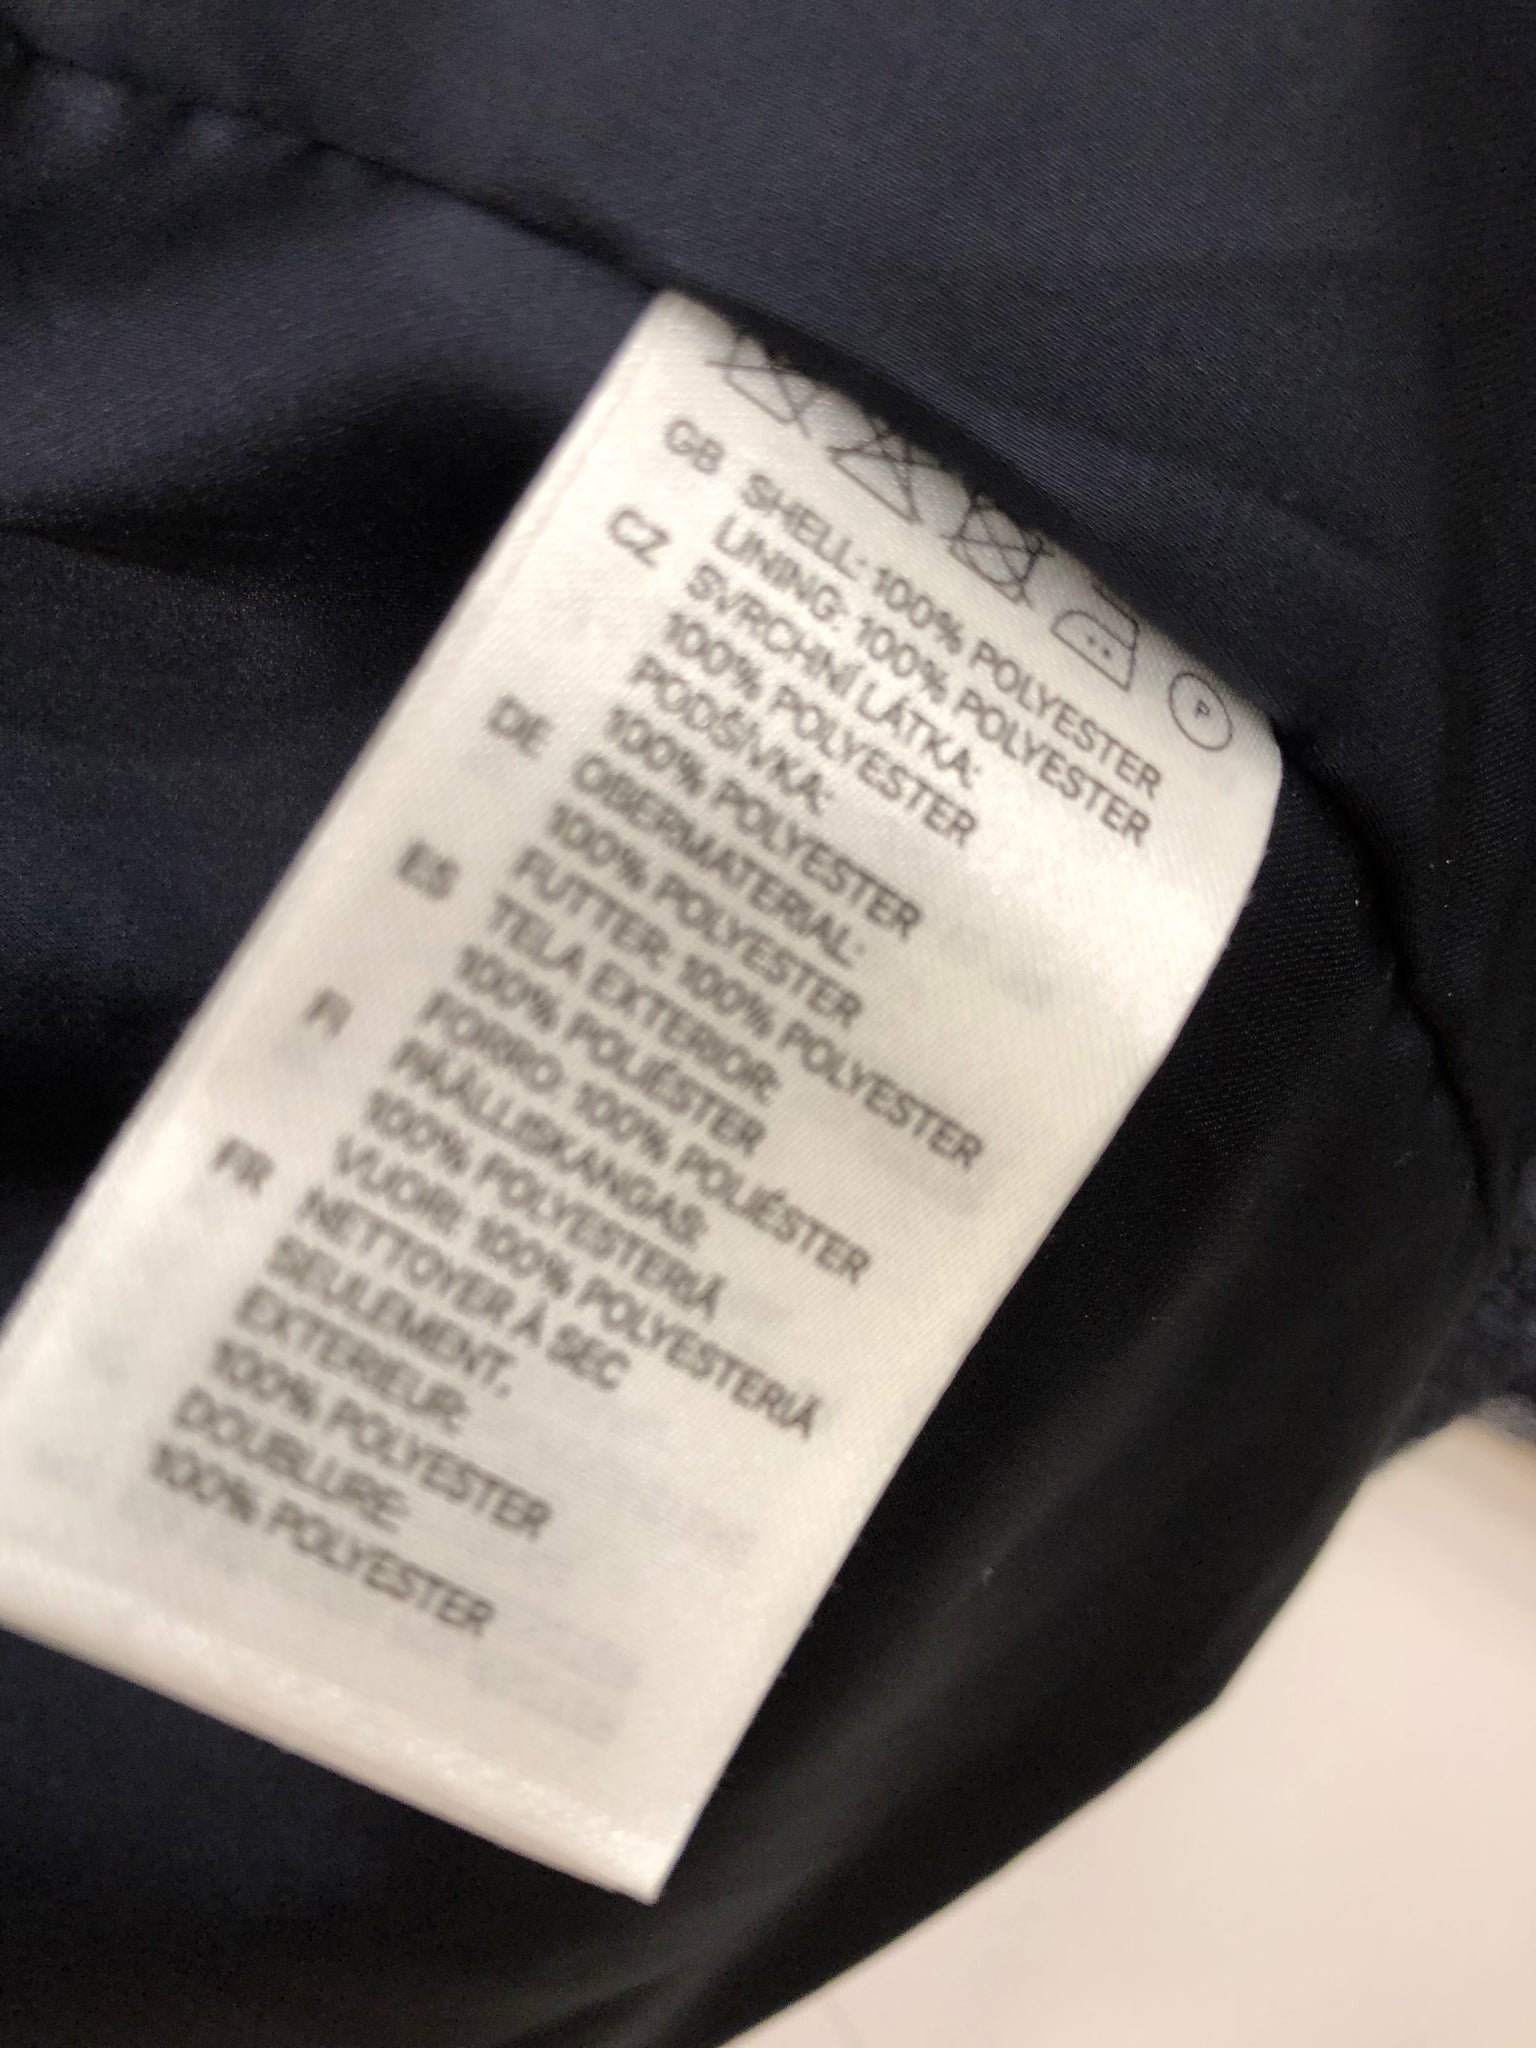 P
GB SHELL: 100% POLYESTER
LINING: 100% POLYESTER
CZ SVRCHNÍ LÁTKA:
100% POLYESTER
PODŠÍVKA:
100% POLYESTER
DE OBERMATERIAL:
100% POLYESTER
FUTTER: 100% POLYESTER
ES TELA EXTERIOR:
100% POLIÉSTER
FORRO: 100% POLIÉSTER
FI PÄÄLLISKANGAS:
100% POLYESTERIÄ
VUORI: 100% POLYESTERIÄ
FR NETTOYER À SEC
SEULEMENT,
EXTERIEUR:
100% POLYESTER
DOUBLURE:
100% POLYESTER